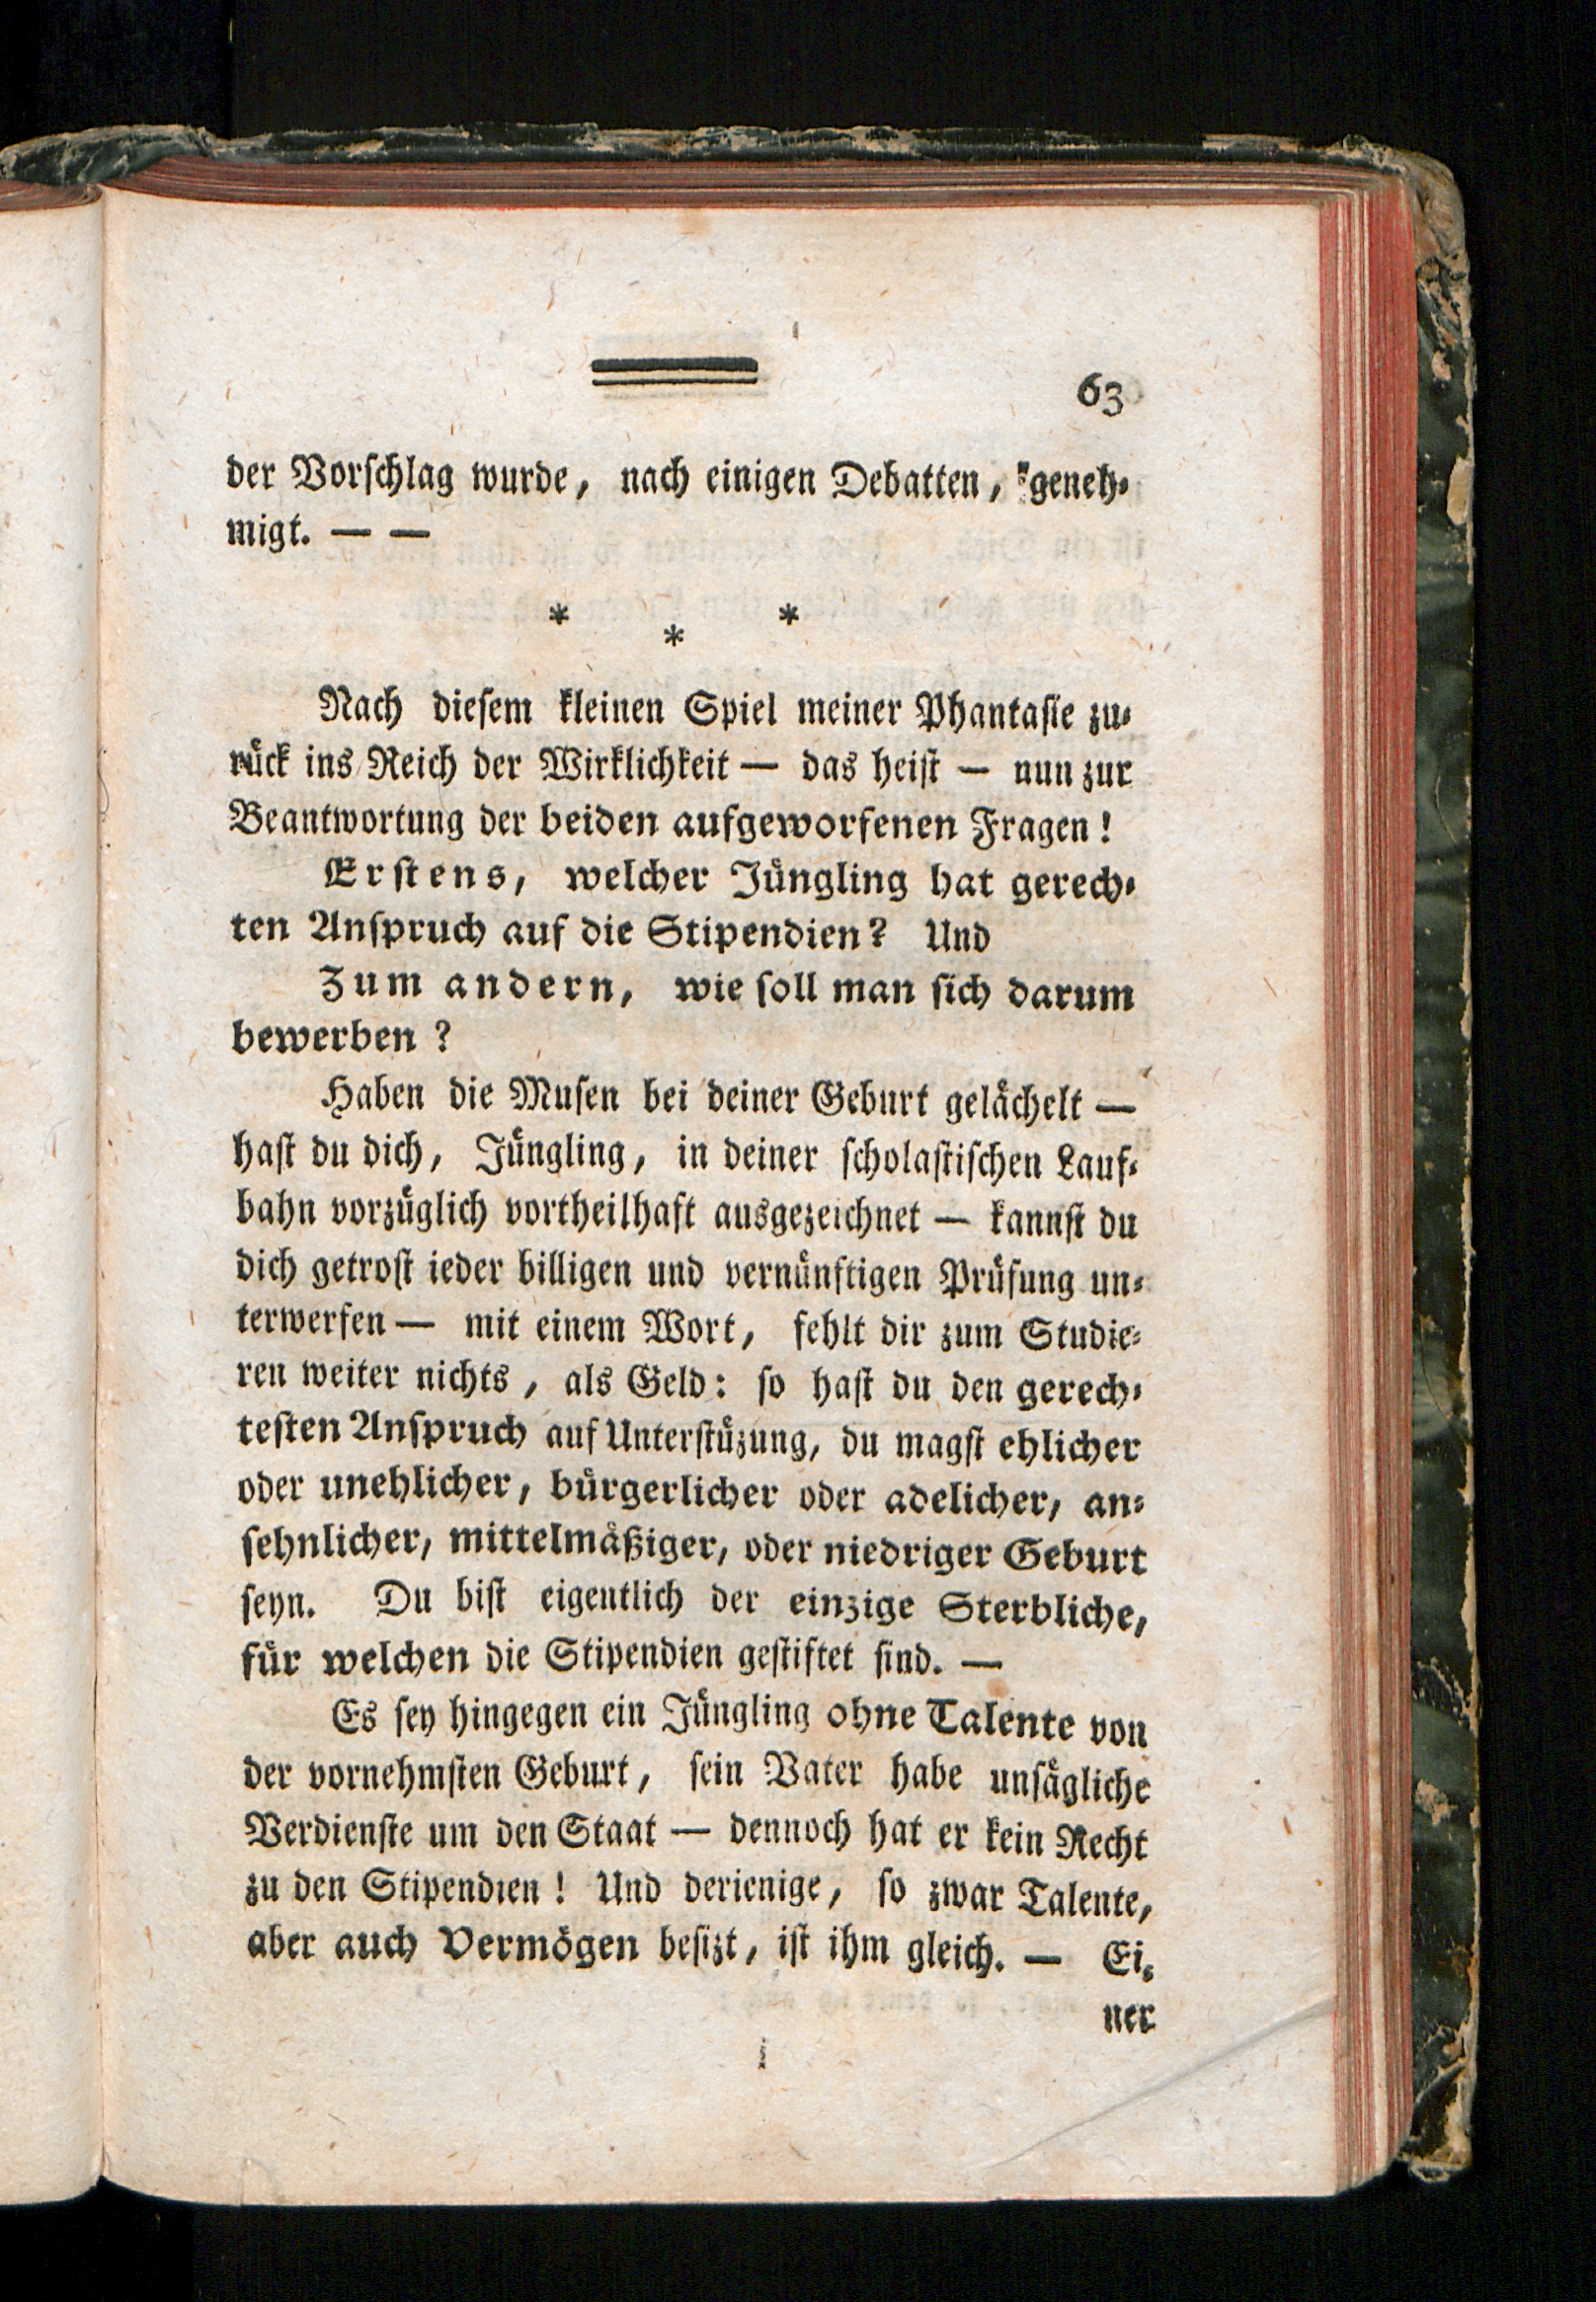 63
der Vorschlag wurde, nach einigen Debatten, geneh-
migt. — —
* * *
Nach diesem kleinen Spiel meiner Phantasie zu-
rück ins Reich der Wirklichkeit — das heist — nun zur
Beantwortung der beiden aufgeworfenen Fragen!
Erstens, welcher Jüngling hat gerech-
ten Anspruch auf die Stipendien? Und
Zum andern, wie soll man sich darum
bewerben?
Haben die Musen bei deiner Geburt gelächelt —
hast du dich, Jüngling, in deiner scholastischen Lauf-
bahn vorzüglich vortheilhaft ausgezeichnet — kannst du
dich getrost ieder billigen und vernünftigen Prüfung un-
terwerfen — mit einem Wort, fehlt dir zum Studie-
ren weiter nichts, als Geld: so hast du den gerech-
testen Anspruch auf Unterstüzung, du magst ehlicher
oder unehlicher, bürgerlicher oder adelicher, an-
sehnlicher, mittelmäßiger, oder niedriger Geburt
seyn. Du bist eigentlich der einzige Sterbliche,
für welchen die Stipendien gestiftet sind. —
Es sey hingegen ein Jüngling ohne Talente von
der vornehmsten Geburt, sein Vater habe unsägliche
Verdienste um den Staat — dennoch hat er kein Recht
zu den Stipendien! Und derienige, so zwar Talente,
aber auch Vermögen besizt, ist ihm gleich. — Ei-
ner